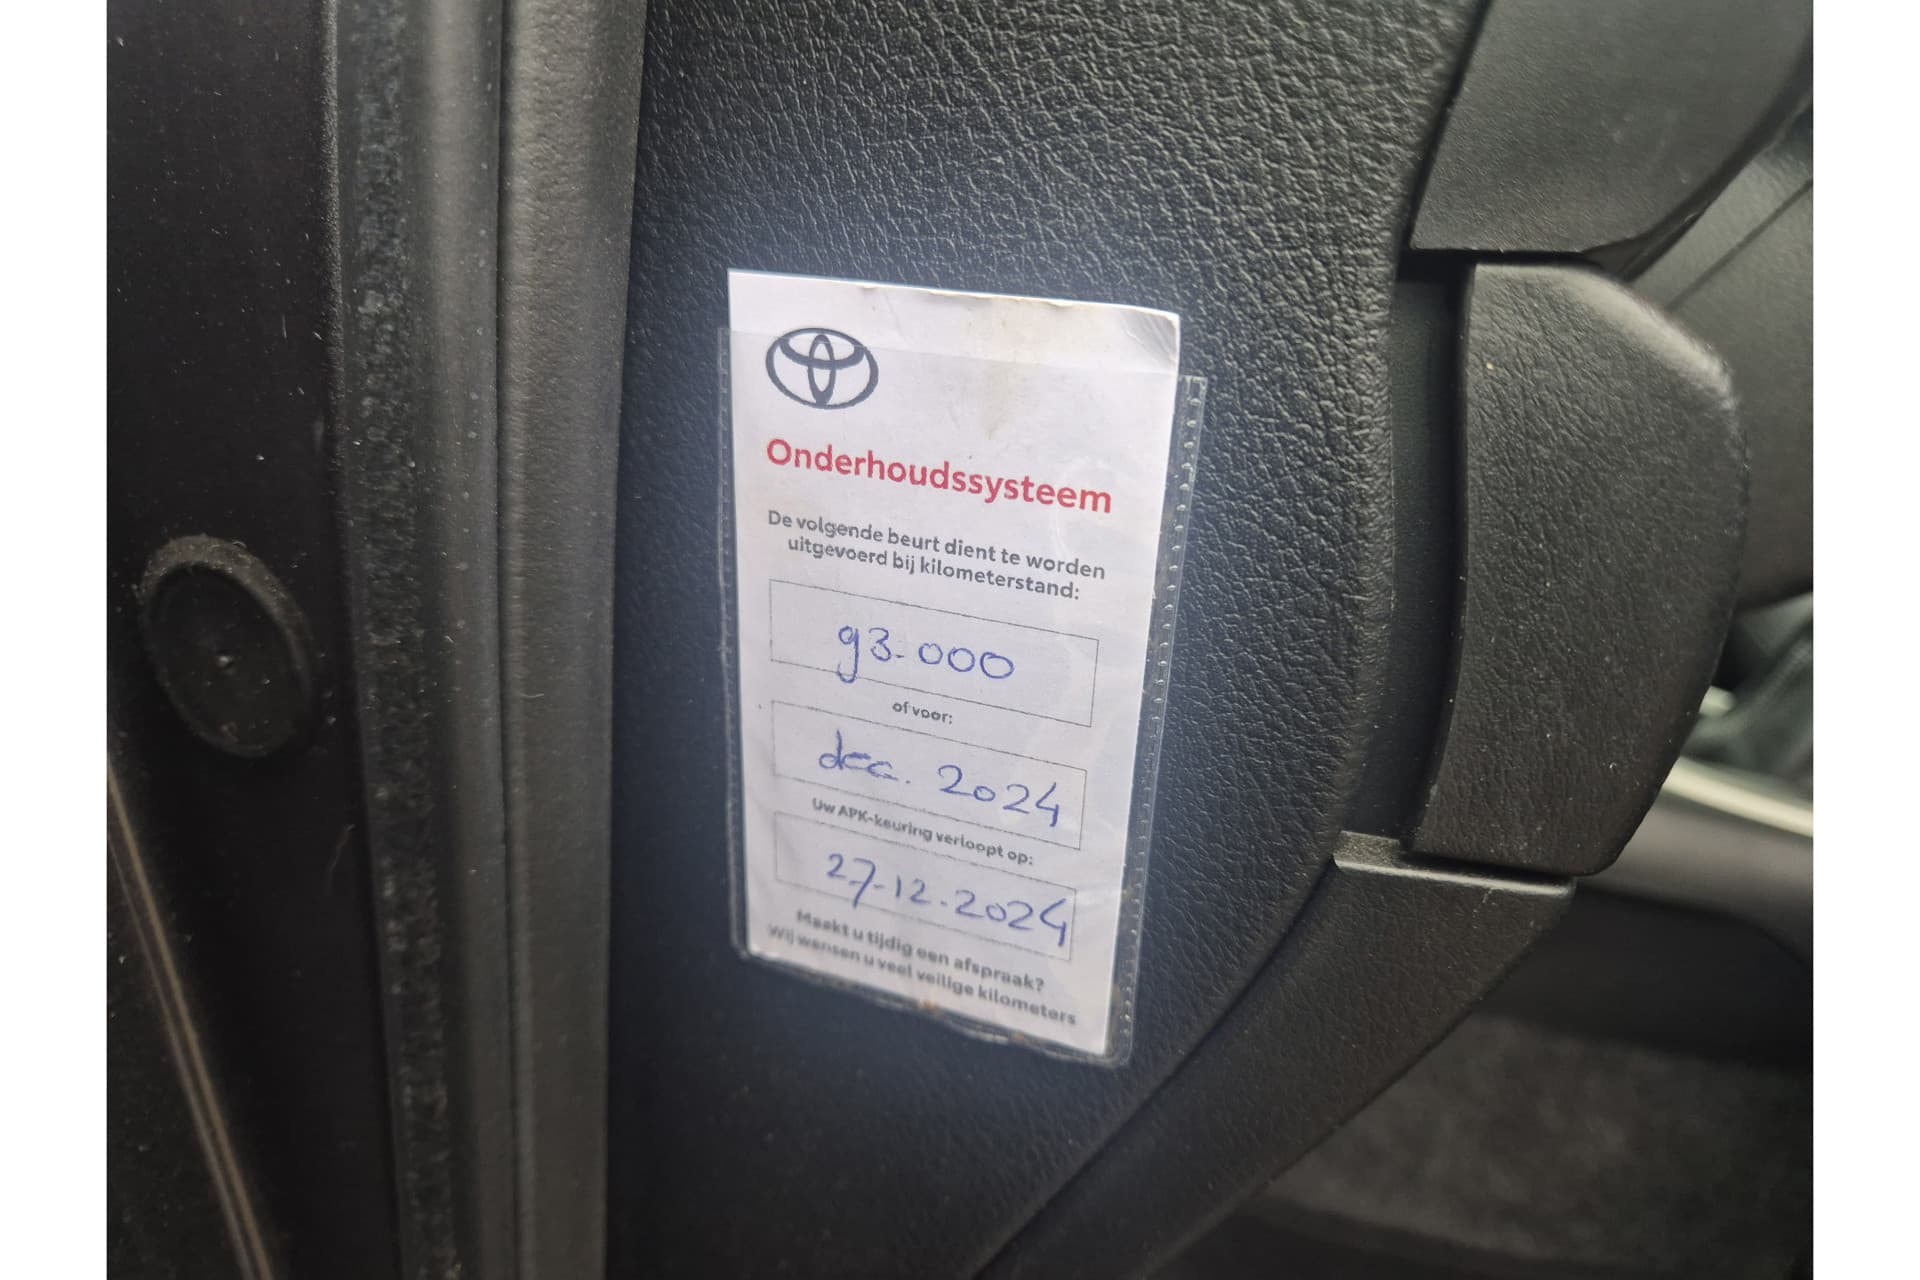 Onderhoudssysteem
De volgende beurt dient te worden
uitgevoerd bij kilometerstand:
93.000
of voor:
dec. 2024
Uw APK-keuring verloopt op:
27-12-2024
Maakt u tijdig een afspraak?
Wij wensen u veel veilige kilometers